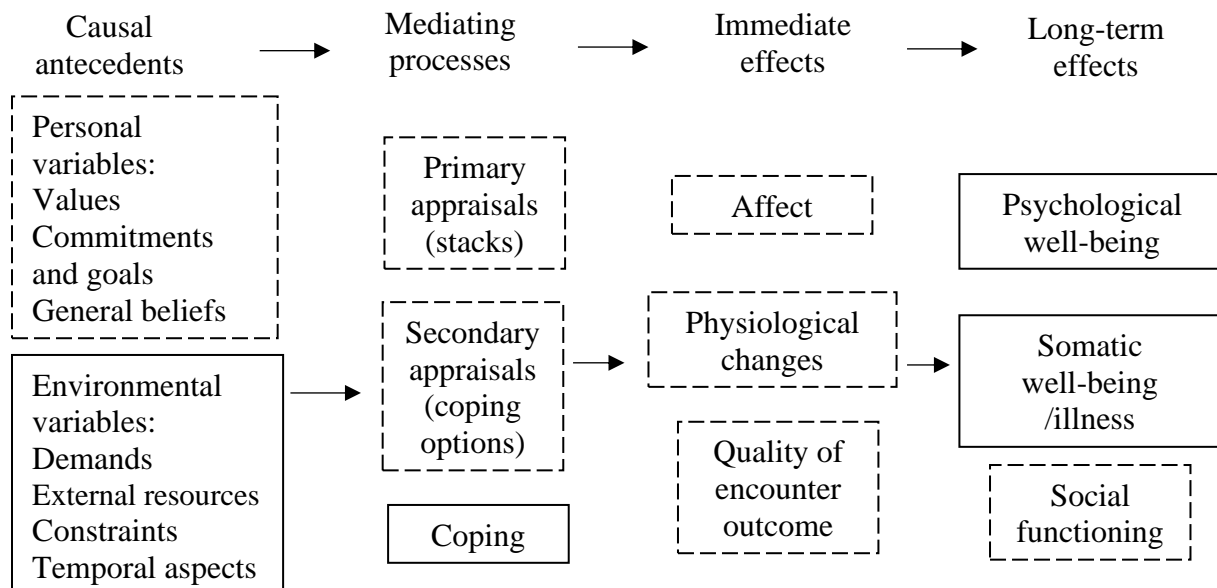 Causal
antecedents
Mediating
processes
Immediate
effects
Long-term
effects
Personal
variables:
Values
Commitments
and goals
General beliefs
Environmental
variables:
Demands
External resources
Constraints
Temporal aspects
Primary
appraisals
(stacks)
Secondary
appraisals
(coping
options)
Coping
Affect
Physiological
changes
Quality of
encounter
outcome
Psychological
well-being
Somatic
well-being
/illness
Social
functioning